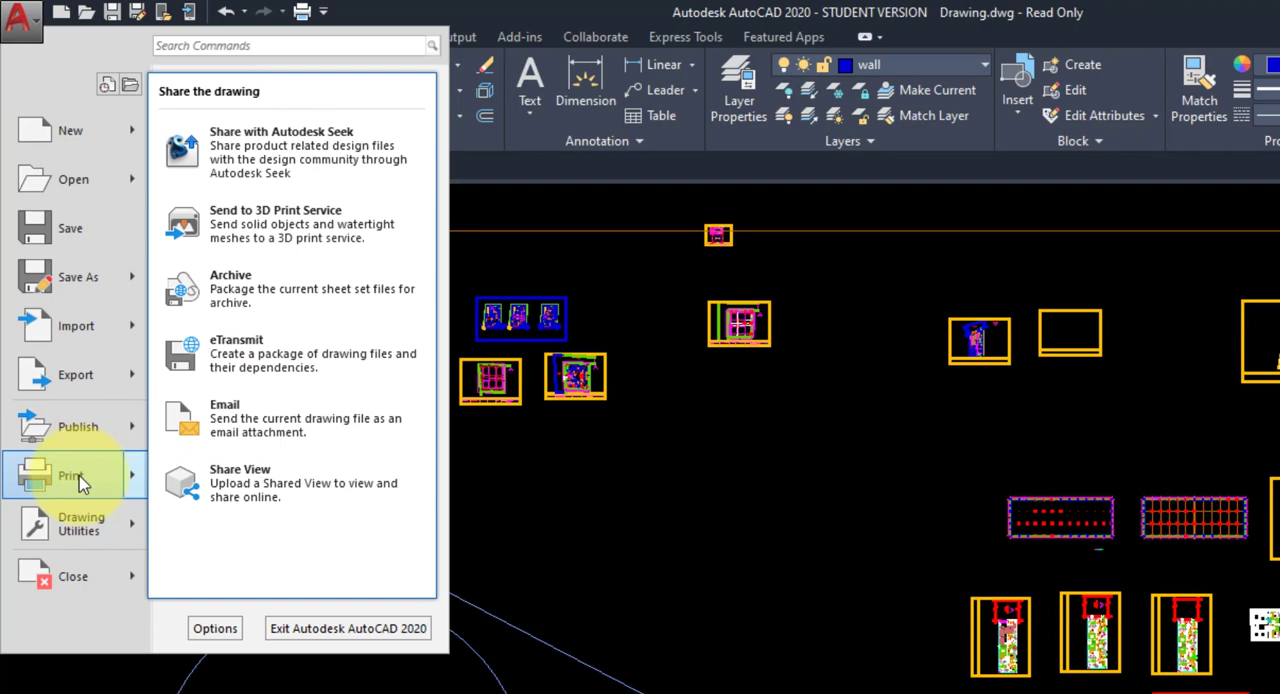 Autodesk AutoCAD 2020 - STUDENT VERSION Drawing.dwg - Read Only
Search Commands
Add-ins Collaborate Express Tools Featured Apps
Share the drawing
New
Open
Save
Save As
Import
Export
Publish
Print
Drawing
Utilities
Close
Share with Autodesk Seek
Share product related design files
with the design community through
Autodesk Seek
Send to 3D Print Service
Send solid objects and watertight
meshes to a 3D print service.
Archive
Package the current sheet set files for
archive.
eTransmit
Create a package of drawing files and
their dependencies.
Email
Send the current drawing file as an
email attachment.
Share View
Upload a Shared View to view and
share online.
Options Exit Autodesk AutoCAD 2020
Text
Dimension
Linear
Leader
Table
Annotation
Layer
Properties
wall
Make Current
Match Layer
Layers
Insert
Create
Edit
Edit Attributes
Block
Match
Properties